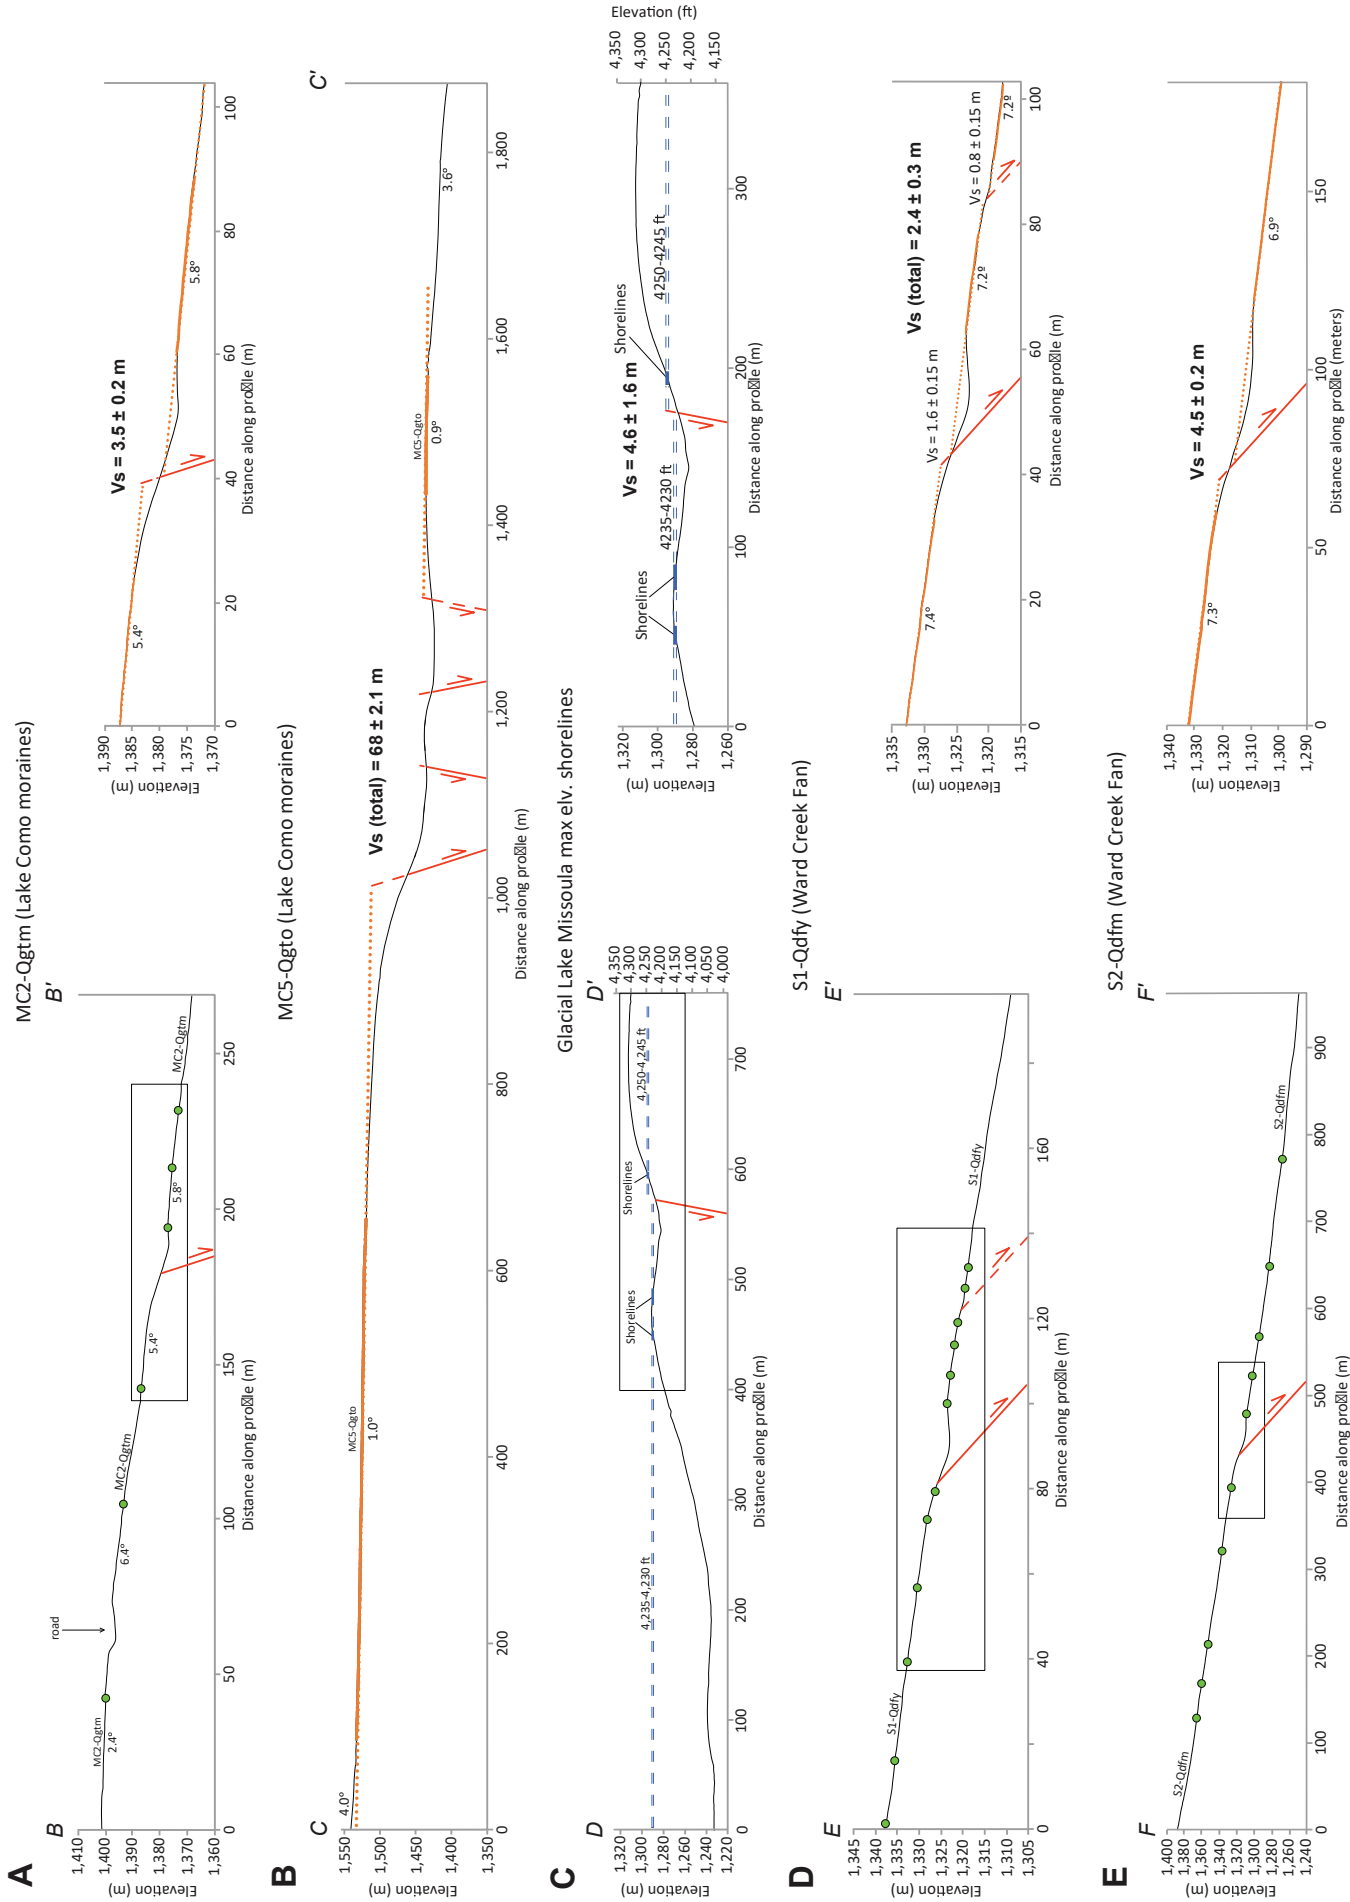 A
MC2-Qgtm (Lake Como moraines)
B
B'
Elevation (m)
1,410
1,400
1,390
1,380
1,370
1,360
MC2-Qgtm
2.4º
road
6.4º
MC2-Qgtm
5.4º
5.8º
MC2-Qgtm
0
50
100
150
200
250
Distance along pro le (m)
Elevation (m)
1,390
1,385
1,380
1,375
1,370
5.4º
Vs = 3.5 ± 0.2 m
5.8º
0
20
40
60
80
100
Distance along pro le (m)
B
MC5-Qgto (Lake Como moraines)
C
C'
Elevation (m)
1,550
1,500
1,450
1,400
1,350
4.0º
MC5-Qgto
1.0º
Vs (total) = 68 ± 2.1 m
MC5-Qgto
0.9º
3.6º
0
200
400
600
800
1,000
1,200
1,400
1,600
1,800
Distance along pro le (m)
C
Glacial Lake Missoula max elv. shorelines
D
D'
Elevation (m)
1,320
1,300
1,280
1,260
1,240
1,220
4,235-4,230 ft
Shorelines
Shorelines
4,250-4,245 ft
4,350
4,300
4,250
4,200
4,150
4,100
4,050
4,000
0
100
200
300
400
500
600
700
Distance along pro le (m)
Elevation (m)
1,320
1,300
1,280
1,260
Shorelines
4235-4230 ft
Vs = 4.6 ± 1.6 m
Shorelines
4250-4245 ft
Elevation (ft)
4,350
4,300
4,250
4,200
4,150
0
100
200
300
Distance along pro le (m)
D
S1-Qdfy (Ward Creek Fan)
E
E'
Elevation (m)
1,345
1,340
1,335
1,330
1,325
1,320
1,315
1,310
1,305
S1-Qdfy
S1-Qdfy
0
40
80
120
160
Distance along pro le (m)
Elevation (m)
1,335
1,330
1,325
1,320
1,315
7.4º
Vs = 1.6 ± 0.15 m
Vs (total) = 2.4 ± 0.3 m
7.2º
Vs = 0.8 ± 0.15 m
7.2º
0
20
40
60
80
100
Distance along pro le (m)
E
S2-Qdfm (Ward Creek Fan)
F
F'
Elevation (m)
1,380
1,360
1,340
1,320
1,300
1,280
1,260
1,240
S2-Qdfm
S2-Qdfm
0
100
200
300
400
500
600
700
800
900
Distance along pro le (m)
Elevation (m)
1,340
1,330
1,320
1,310
1,300
1,290
7.3º
Vs = 4.5 ± 0.2 m
6.9º
0
50
100
150
Distance along pro le (meters)